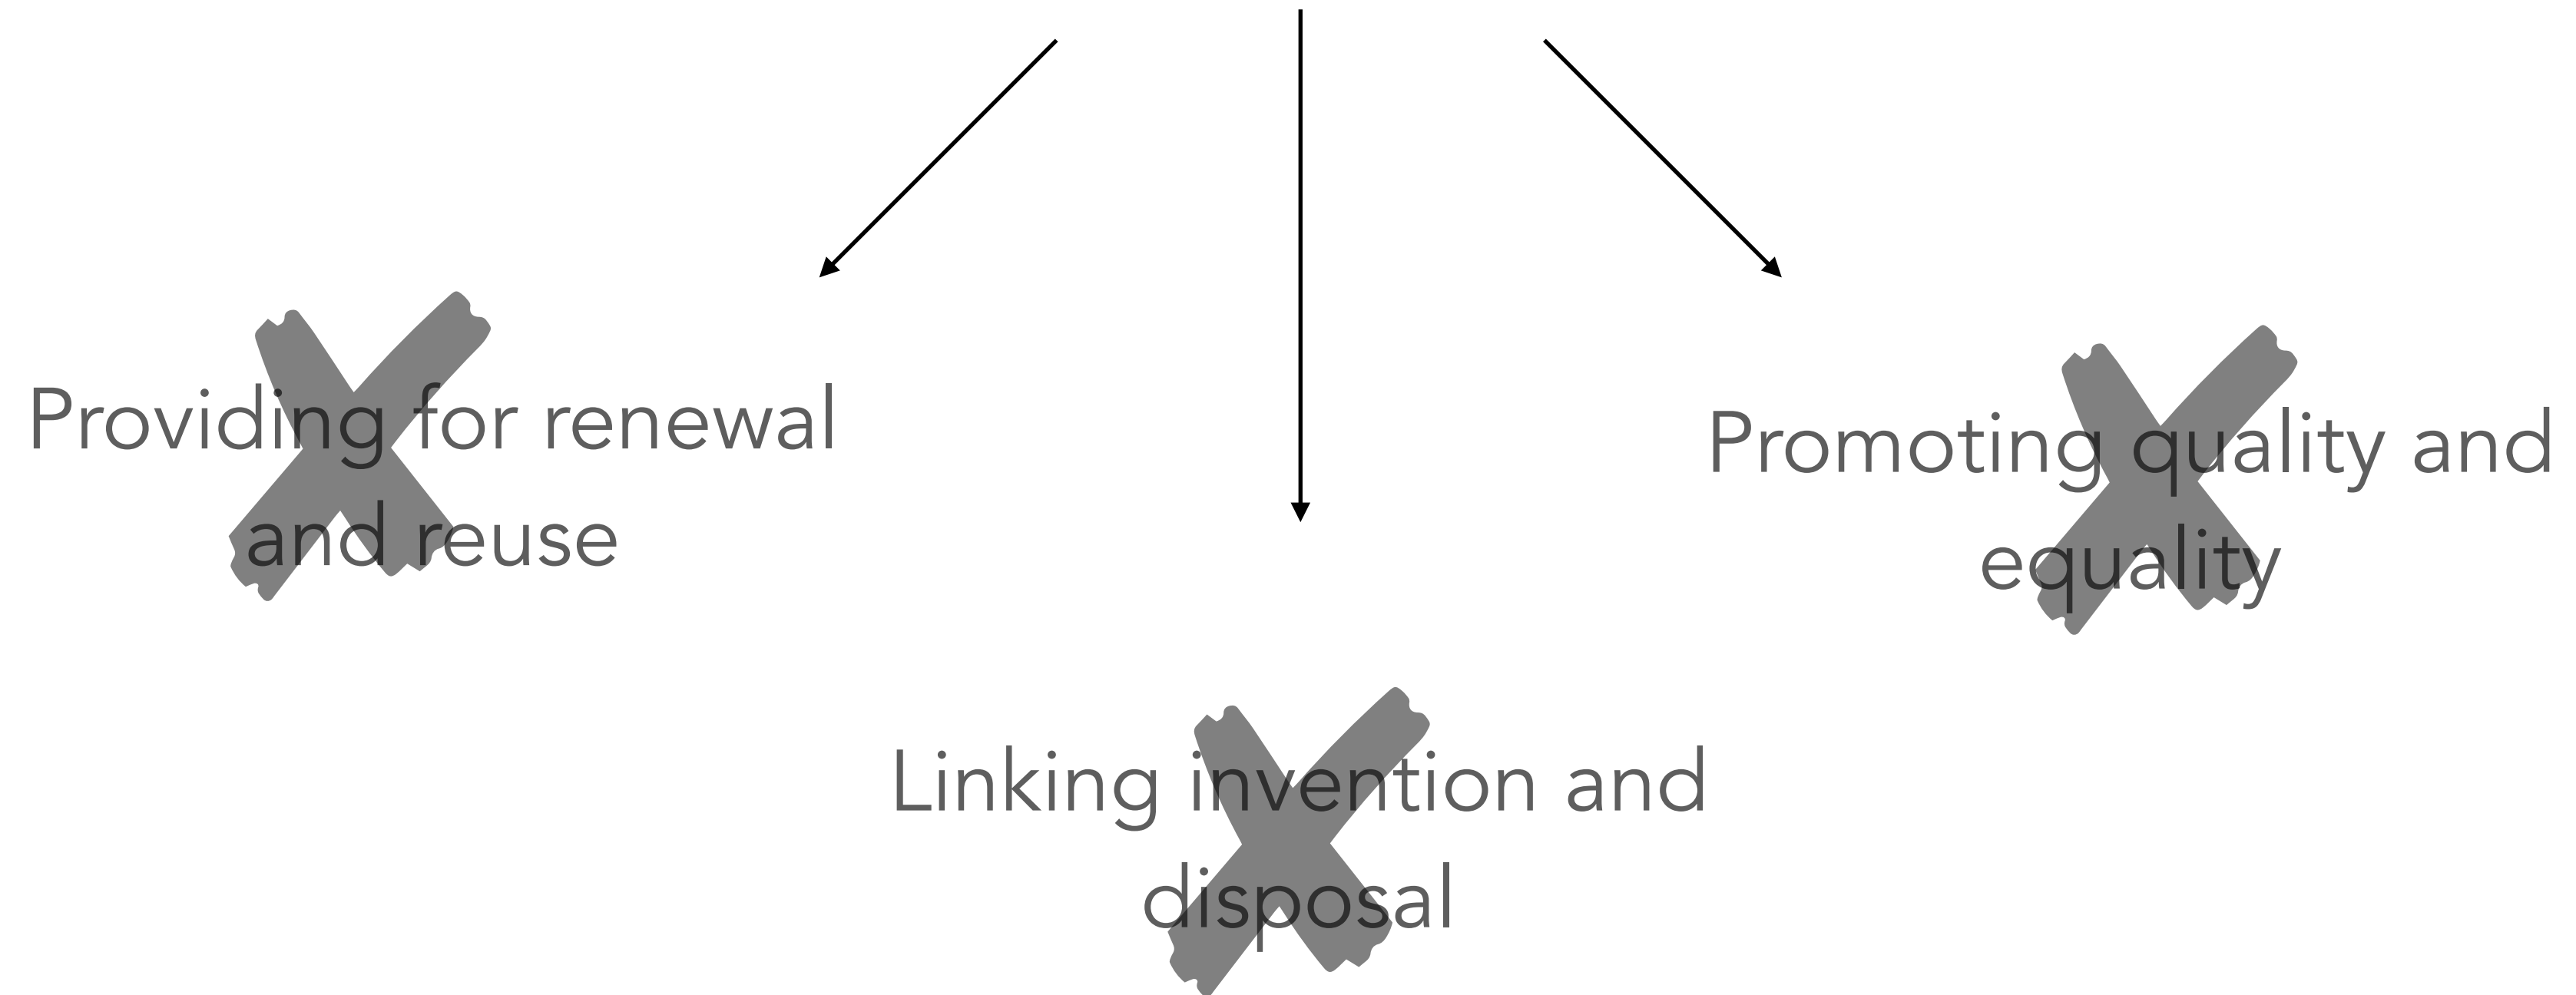 Providing for renewal
and reuse
Promoting quality and
equality
Linking invention and
disposal